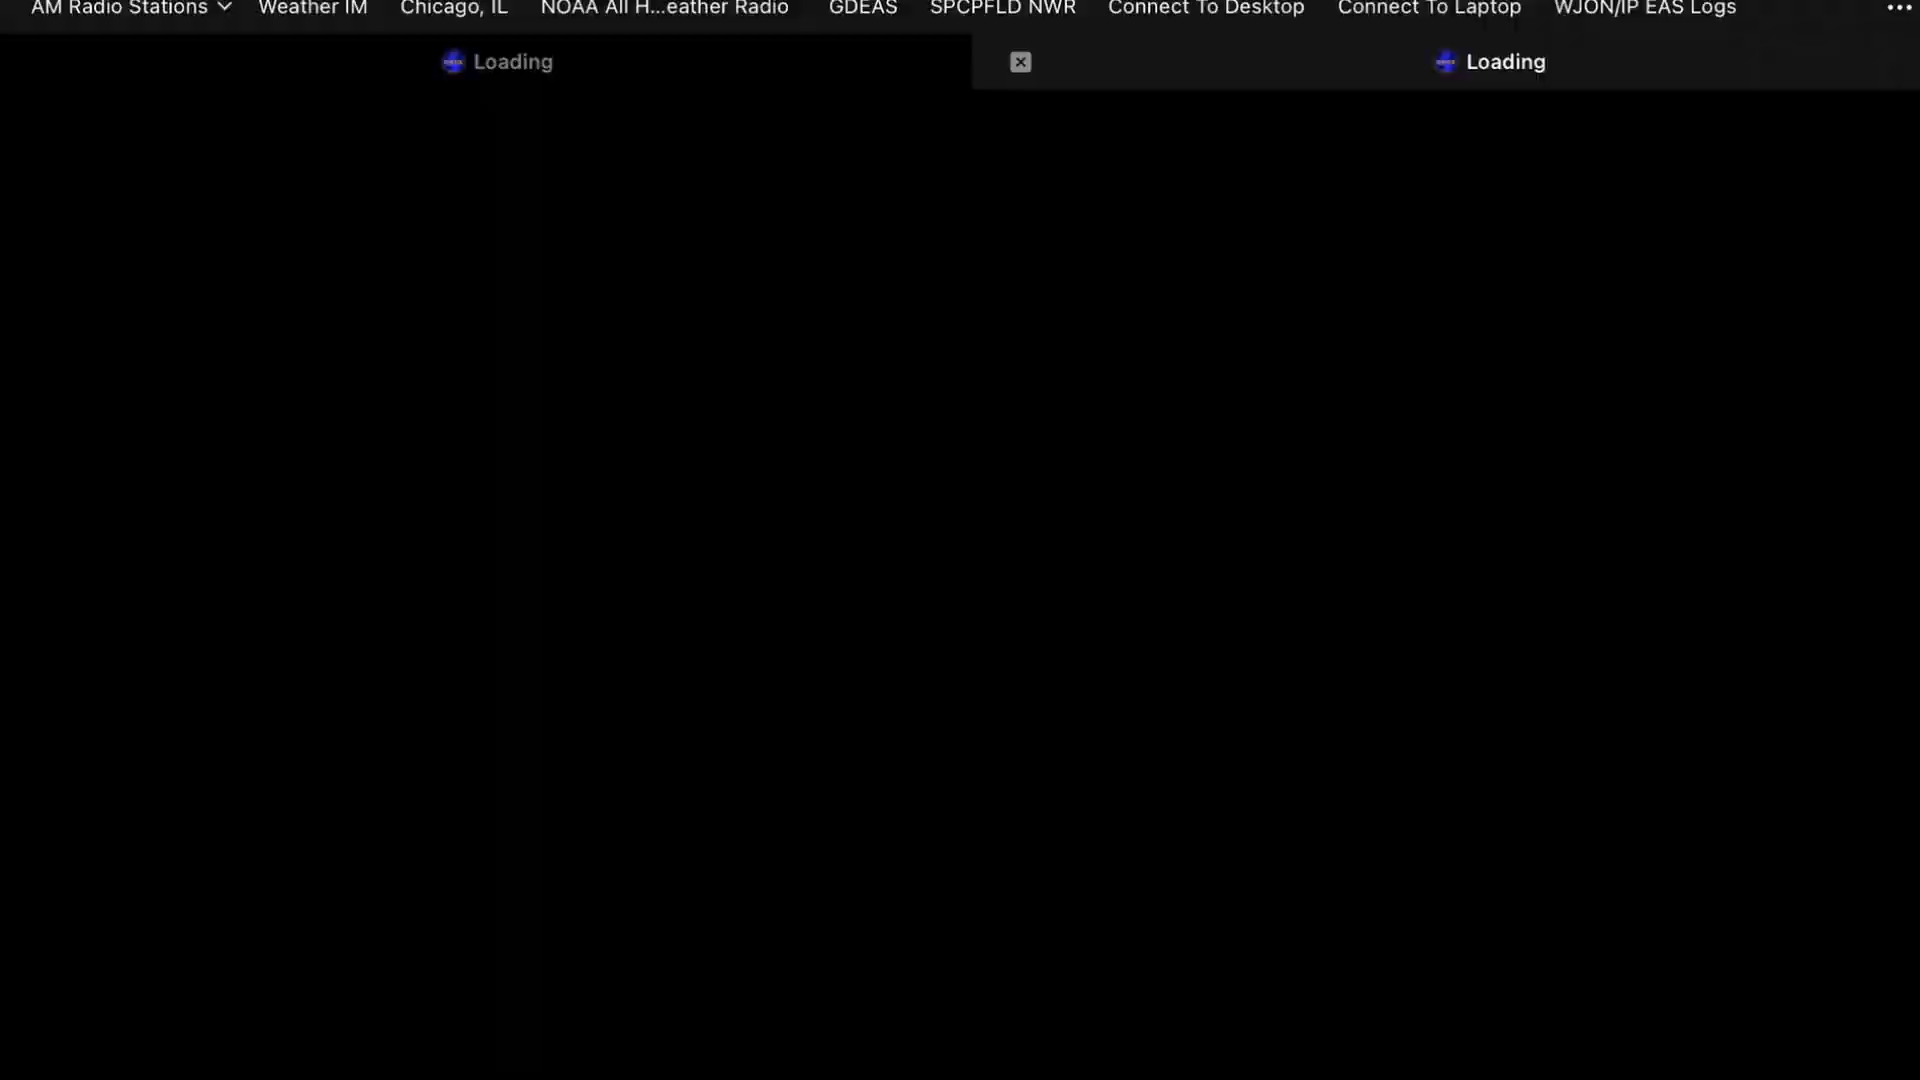 AM Radio Stations Weather IM Chicago, IL NOAA All H...eather Radio GDEAS SPCPFLD NWR Connect To Desktop Connect To Laptop WJON/IP EAS Logs
Loading Loading